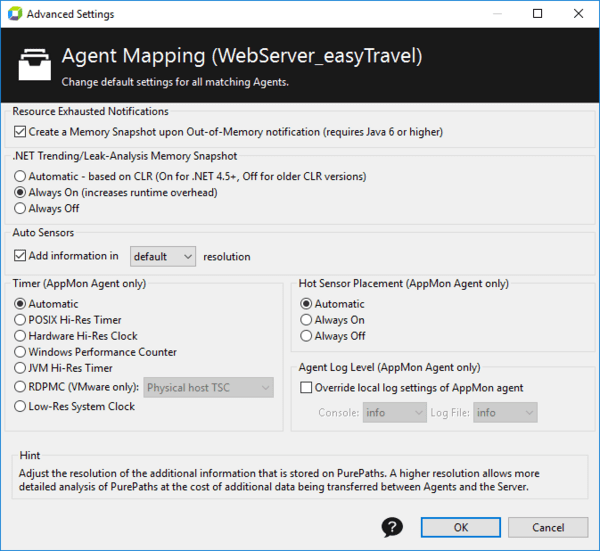 Advanced Settings
Agent Mapping (WebServer_easyTravel)
Change default settings for all matching Agents.
Resource Exhausted Notifications
Create a Memory Snapshot upon Out-of-Memory notification (requires Java 6 or higher)
.NET Trending/Leak-Analysis Memory Snapshot
Automatic - based on CLR (On for .NET 4.5+, Off for older CLR versions)
Always On (increases runtime overhead)
Always Off
Auto Sensors
Add information in default resolution
Timer (AppMon Agent only)
Automatic
POSIX Hi-Res Timer
Hardware Hi-Res Clock
Windows Performance Counter
JVM Hi-Res Timer
RDPMC (VMware only): Physical host TSC
Low-Res System Clock
Hot Sensor Placement (AppMon Agent only)
Automatic
Always On
Always Off
Agent Log Level (AppMon Agent only)
Override local log settings of AppMon agent
Console: info Log File: info
Hint
Adjust the resolution of the additional information that is stored on PurePaths. A higher resolution allows more
detailed analysis of PurePaths at the cost of additional data being transferred between Agents and the Server.
? OK Cancel